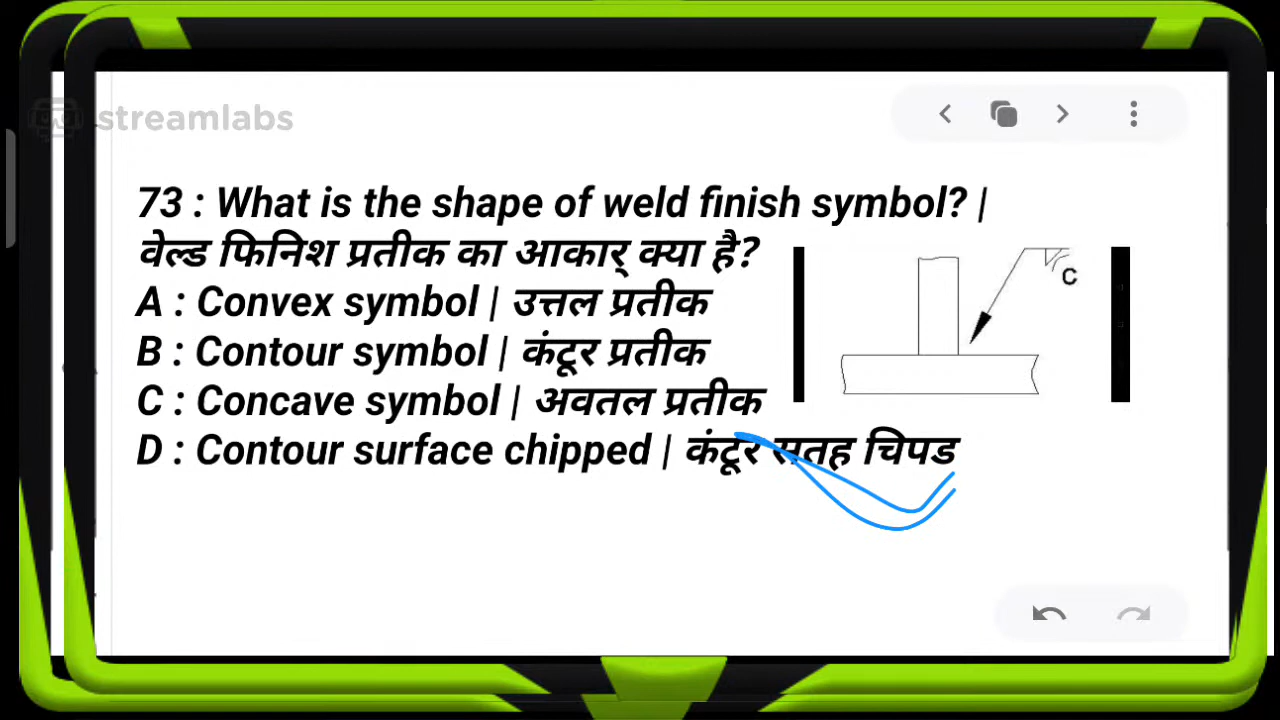 streamlabs
73 : What is the shape of weld finish symbol? |
वेल्ड फिनिश प्रतीक का आकार् क्या है?
A : Convex symbol | उत्तल प्रतीक
B : Contour symbol | कंटूर प्रतीक
C : Concave symbol | अवतल प्रतीक
D : Contour surface chipped | कंटूर सतह चिपड
C